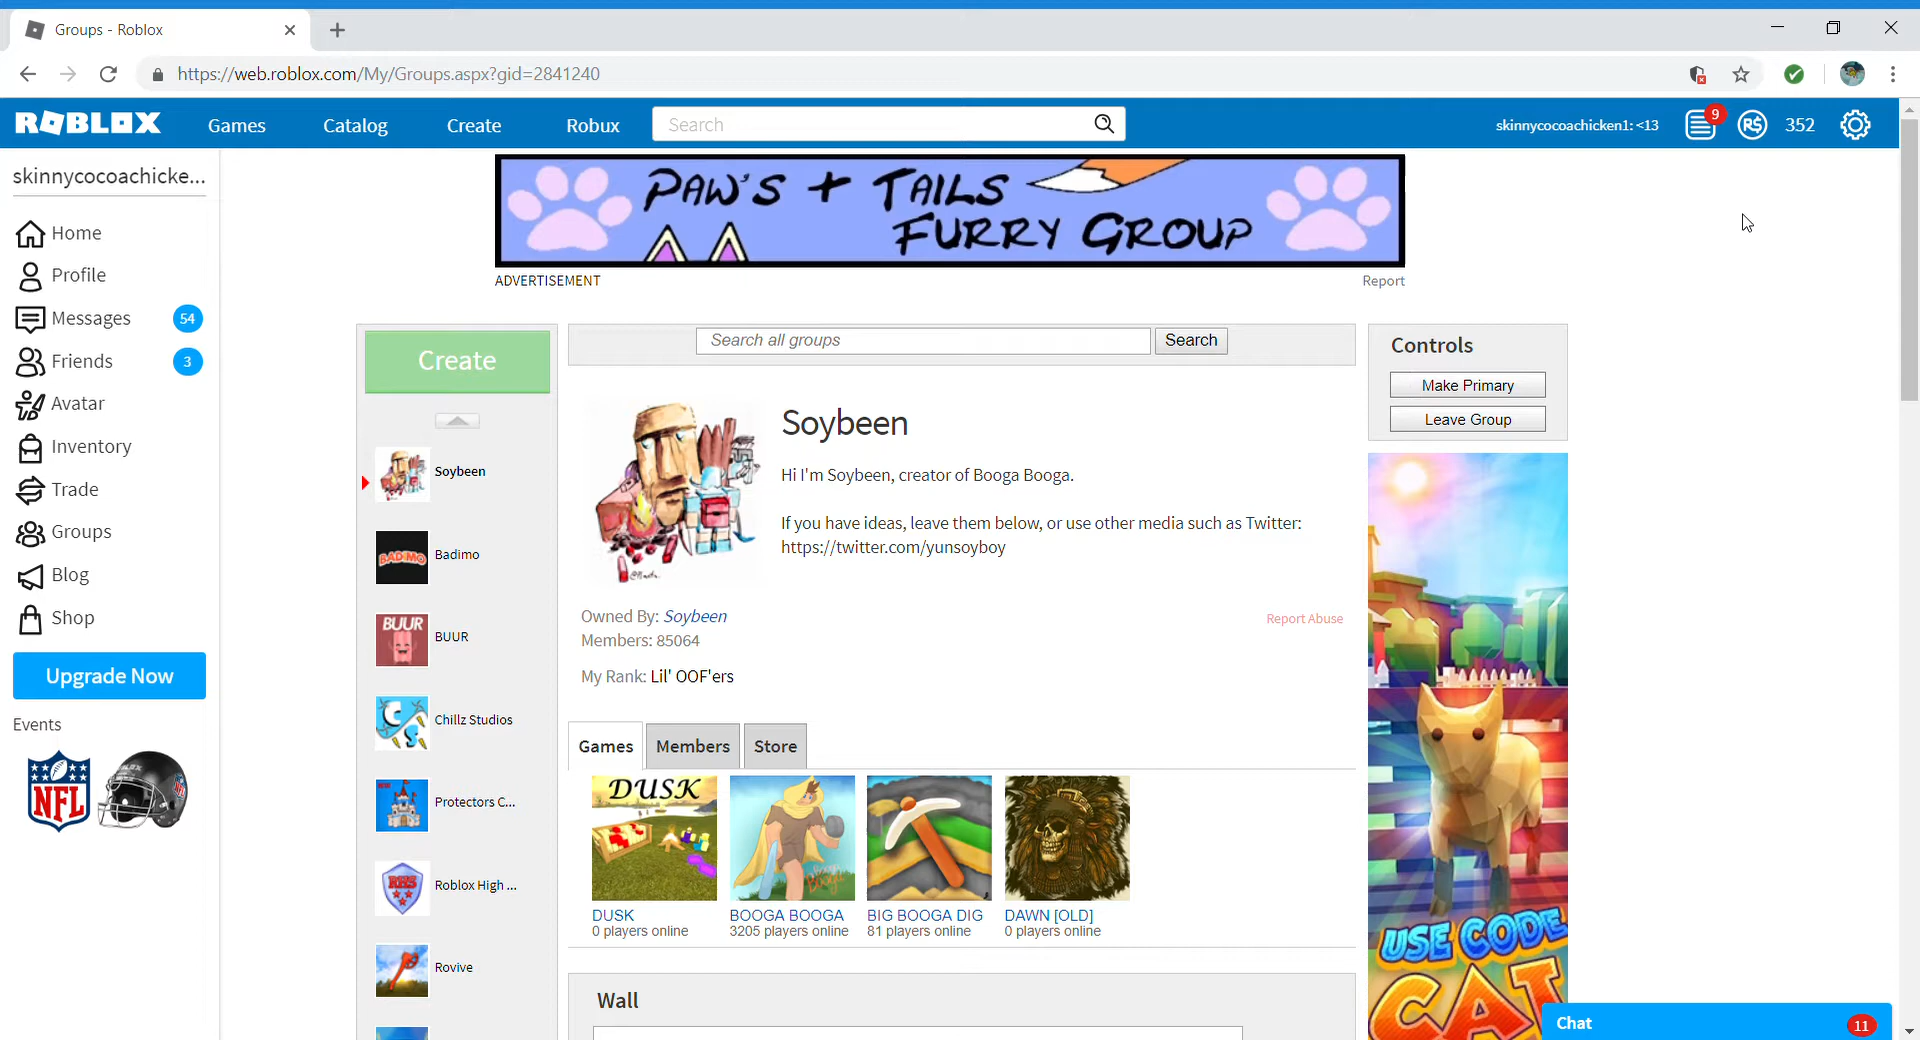 Groups - Roblox
https://web.roblox.com/My/Groups.aspx?gid=2841240
ROBLOX
Games
Catalog
Create
Robux
Search
skinnycocoachicken1: <13
9
R$
352
skinnycocoachicke...
Home
Profile
Messages
54
Friends
3
Avatar
Inventory
Trade
Groups
Blog
Shop
Upgrade Now
Events
NFL
PAW'S + TAILS
FURRY GROUP
ADVERTISEMENT
Report
Create
Soybeen
BADIMO
Badimo
BUUR
BUUR
Chillz Studios
Protectors C...
RHS
Roblox High ...
Rovive
Search all groups
Search
Soybeen
Hi I'm Soybeen, creator of Booga Booga.
If you have ideas, leave them below, or use other media such as Twitter:
https://twitter.com/yunsoyboy
Owned By: Soybeen
Members: 85064
Report Abuse
My Rank: Lil' OOF'ers
Games
Members
Store
DUSK
DUSK
0 players online
BOOGA BOOGA
3205 players online
BIG BOOGA DIG
81 players online
DAWN [OLD]
0 players online
Wall
Controls
Make Primary
Leave Group
USE CODE
CAT
Chat
11